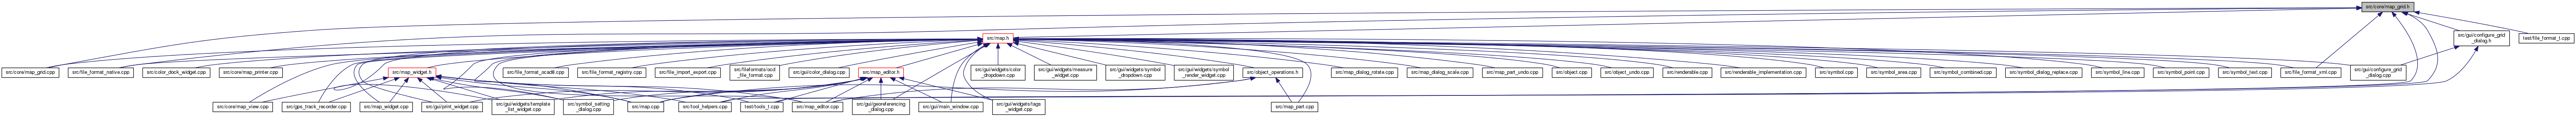 src/core/map_grid.h
src/map.h
src/gui/configure_grid
_dialog.h
test/file_format_t.cpp
src/core/map_grid.cpp
src/file_format_native.cpp
src/color_dock_widget.cpp
src/core/map_printer.cpp
src/map_widget.h
src/file_format_ocad8.cpp
src/file_format_registry.cpp
src/file_import_export.cpp
src/fileformats/ocd
_file_format.cpp
src/gui/color_dialog.cpp
src/map_editor.h
src/gui/widgets/color
_dropdown.cpp
src/gui/widgets/measure
_widget.cpp
src/gui/widgets/symbol
_dropdown.cpp
src/gui/widgets/symbol
_render_widget.cpp
src/object_operations.h
src/map_dialog_rotate.cpp
src/map_dialog_scale.cpp
src/map_part_undo.cpp
src/object.cpp
src/object_undo.cpp
src/renderable.cpp
src/renderable_implementation.cpp
src/symbol.cpp
src/symbol_area.cpp
src/symbol_combined.cpp
src/symbol_dialog_replace.cpp
src/symbol_line.cpp
src/symbol_point.cpp
src/symbol_text.cpp
src/file_format_xml.cpp
src/gui/configure_grid
_dialog.cpp
src/core/map_view.cpp
src/gps_track_recorder.cpp
src/map_widget.cpp
src/gui/print_widget.cpp
src/gui/widgets/template
_list_widget.cpp
src/symbol_setting
_dialog.cpp
src/map.cpp
src/tool_helpers.cpp
test/tools_t.cpp
src/map_editor.cpp
src/gui/georeferencing
_dialog.cpp
src/gui/main_window.cpp
src/gui/widgets/tags
_widget.cpp
src/map_part.cpp